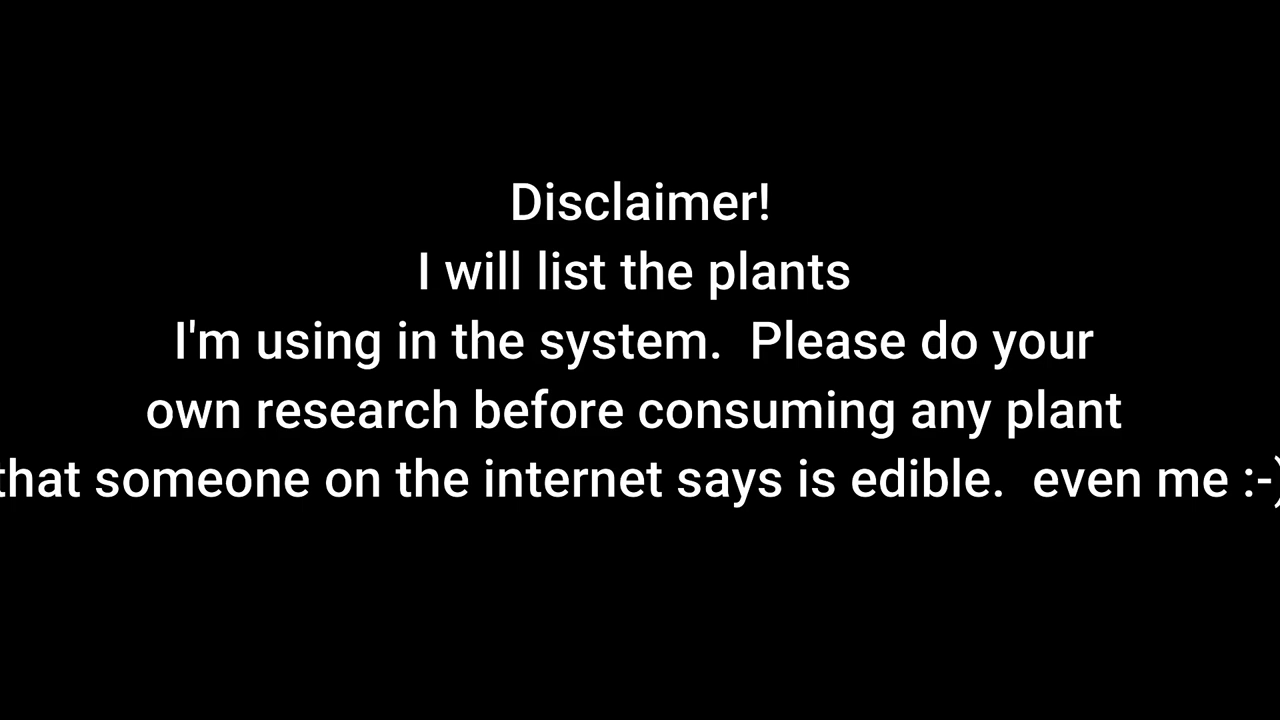 Disclaimer!
I will list the plants
I'm using in the system.  Please do your
own research before consuming any plant
that someone on the internet says is edible.  even me :-)